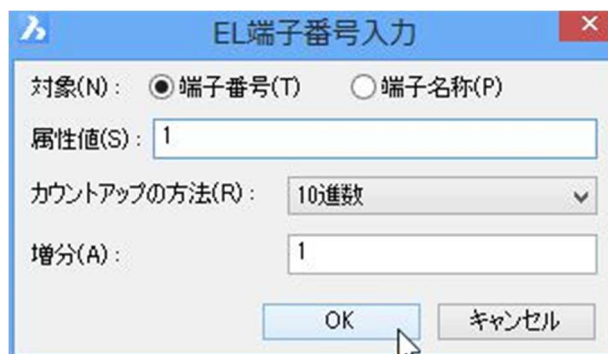 EL端子番号入力
対象(N)： 端子番号(T) 端子名称(P)
属性値(S)： 1
カウントアップの方法(R)： 10進数
増分(A)： 1
OK キャンセル